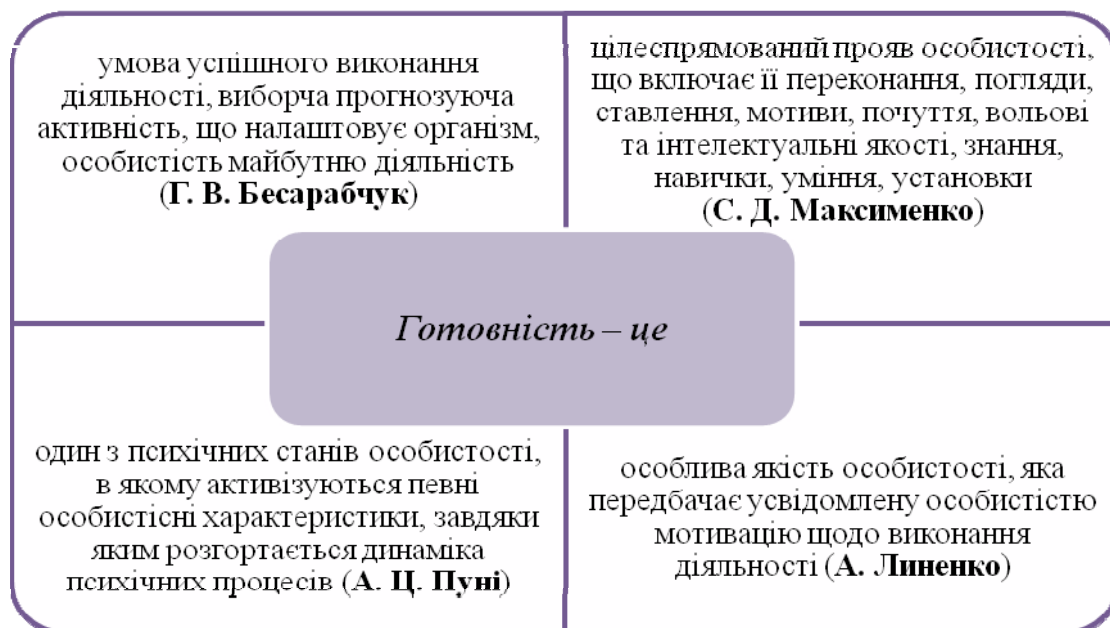 умова успішного виконання
діяльності, виборча прогнозуюча
активність, що налаштовує організм,
особистість майбутню діяльність
(Г. В. Бесарабчук)
цілеспрямований прояв особистості,
що включає її переконання, погляди,
ставлення, мотиви, почуття, вольові
та інтелектуальні якості, знання,
навички, уміння, установки
(С. Д. Максименко)
Готовність – це
один з психічних станів особистості,
в якому активізуються певні
особистісні характеристики, завдяки
яким розгортається динаміка
психічних процесів (А. Ц. Пуні)
особлива якість особистості, яка
передбачає усвідомлену особистістю
мотивацію щодо виконання
діяльності (А. Линенко)